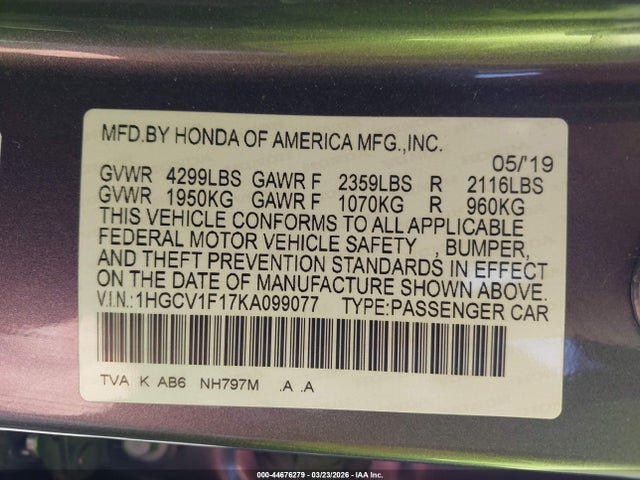 MFD.BY HONDA OF AMERICA MFG.,INC.
05/'19
GVWR 4299LBS GAWR F 2359LBS R 2116LBS
GVWR 1950KG GAWR F 1070KG R 960KG
THIS VEHICLE CONFORMS TO ALL APPLICABLE
FEDERAL MOTOR VEHICLE SAFETY , BUMPER,
AND THEFT PREVENTION STANDARDS IN EFFECT
ON THE DATE OF MANUFACTURE SHOWN ABOVE.
V.I.N.:1HGCV1F17KA099077 TYPE:PASSENGER CAR
TVA K AB6 NH797M .A .A
000-44676279 | 03/23/2026 | IAA Inc.